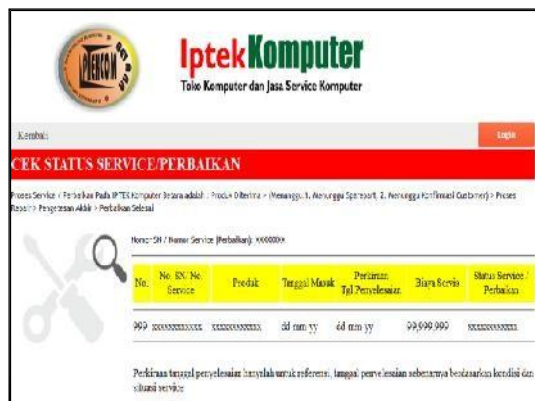 IPTEKCOM
IptekKomputer
Toko Komputer dan Jasa Service Komputer
Kembali
Login
CEK STATUS SERVICE/PERBAIKAN
Proses Service / Perbaikan Pada IPTEK Komputer Secara adalah : Produk Diterima > (Menunggu 1. Menunggu Sparepart, 2. Menunggu Konfirmasi Customer) > Proses
Repair > Pengetesan Akhir > Perbaikan Selesai
Nomor SN / Nomor Service (Perbaikan): XXXXXXXX
No. No. SN/ No. Service Produk Tanggal Masuk Perkiraan Tgl Penyelesaian Biaya Servis Status Service / Perbaikan
999 xxxxxxxxxxxx xxxxxxxxxxxx dd mm yy dd mm yy 99,999,999 xxxxxxxxxxxx
Perkiraan tanggal penyelesaian hanyalah untuk referensi, tanggal penyelesaian sebenarnya berdasarkan kondisi dan
situasi service